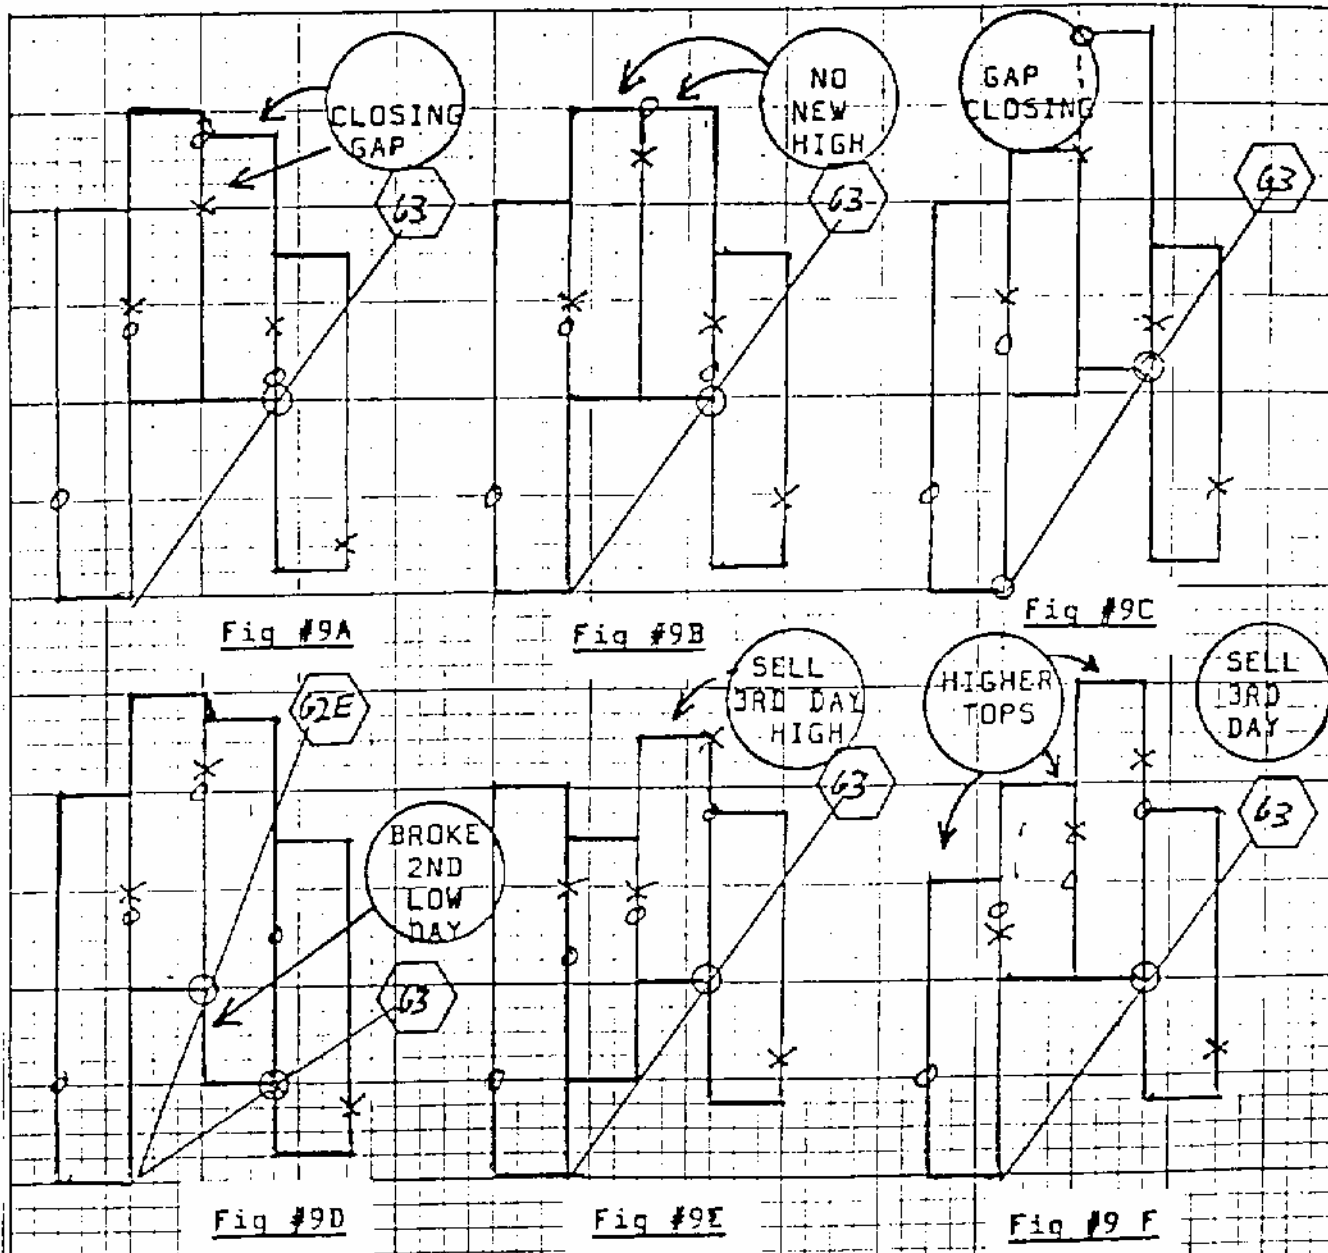 CLOSING
GAP
63
NO
NEW
HIGH
63
GAP
CLOSING
63
Fig #9A
Fig #9B
Fig #9C
62E
BROKE
2ND
LOW
DAY
63
SELL
3RD DAY
HIGH
63
HIGHER
TOPS
SELL
3RD
DAY
63
Fig #9D
Fig #9E
Fig #9 F